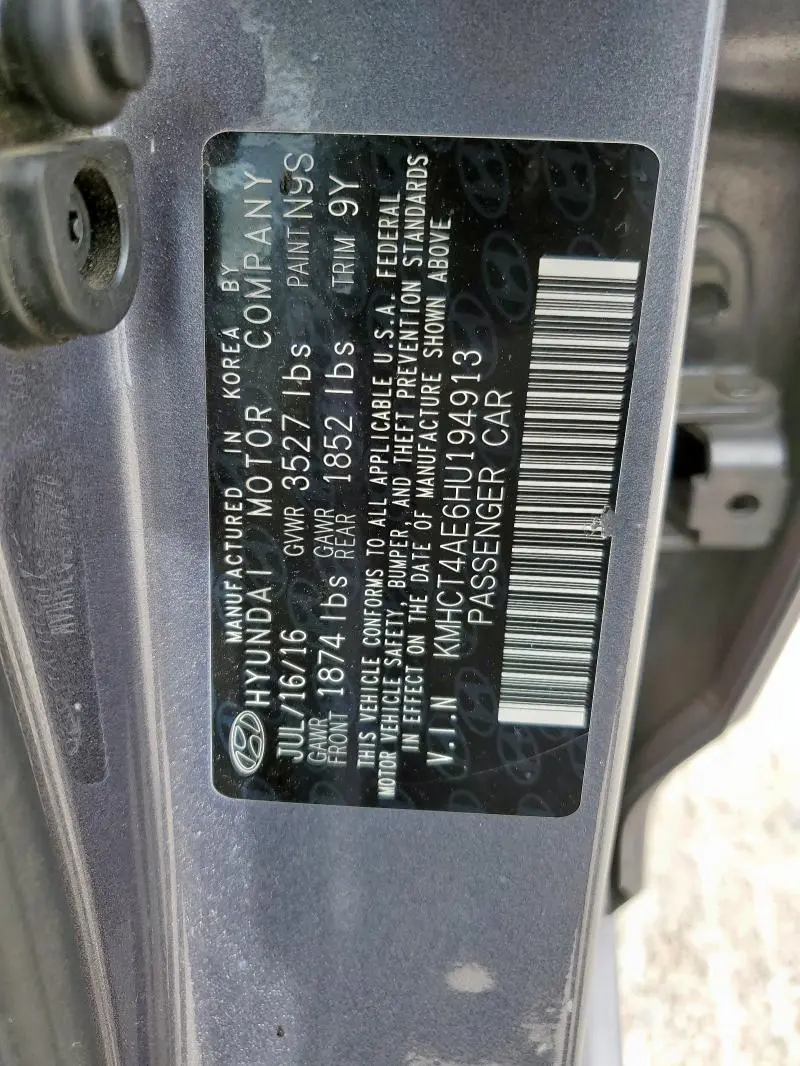 MANUFACTURED IN KOREA BY
HYUNDAI MOTOR COMPANY
JUL/16/16 GVWR 3527 lbs PAINT N9S
GAWR FRONT 1874 lbs GAWR REAR 1852 lbs TRIM 9Y
THIS VEHICLE CONFORMS TO ALL APPLICABLE U.S.A. FEDERAL
MOTOR VEHICLE SAFETY, BUMPER, AND THEFT PREVENTION STANDARDS
IN EFFECT ON THE DATE OF MANUFACTURE SHOWN ABOVE.
V.I.N KMHCT4AE6HU194913
PASSENGER CAR